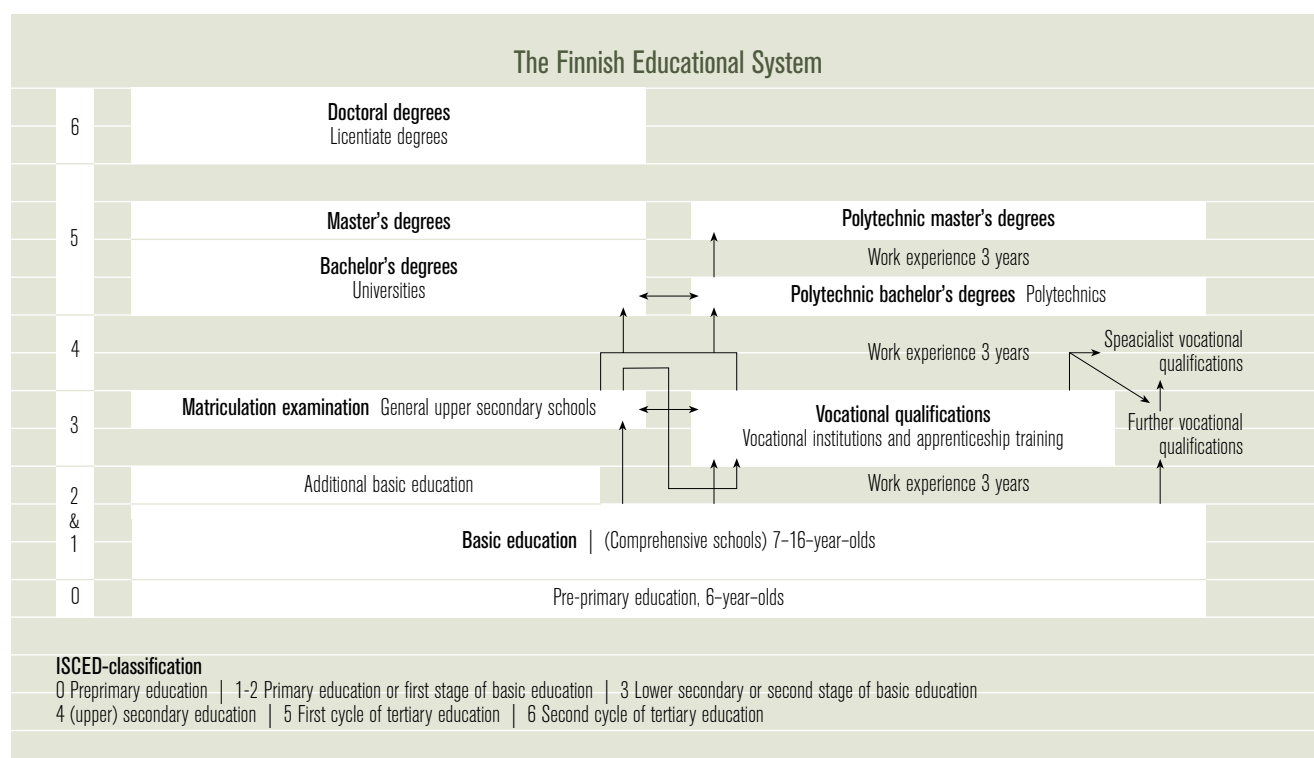 The Finnish Educational System
6
Doctoral degrees
Licentiate degrees
5
Master's degrees
Polytechnic master's degrees
Work experience 3 years
Bachelor's degrees
Universities
Polytechnic bachelor's degrees Polytechnics
4
Work experience 3 years
Speacialist vocational
qualifications
3
Matriculation examination General upper secondary schools
Vocational qualifications
Vocational institutions and apprenticeship training
Further vocational
qualifications
2
&
1
Additional basic education
Work experience 3 years
Basic education | (Comprehensive schools) 7–16–year–olds
0
Pre-primary education, 6–year–olds
ISCED-classification
0 Preprimary education | 1-2 Primary education or first stage of basic education | 3 Lower secondary or second stage of basic education
4 (upper) secondary education | 5 First cycle of tertiary education | 6 Second cycle of tertiary education